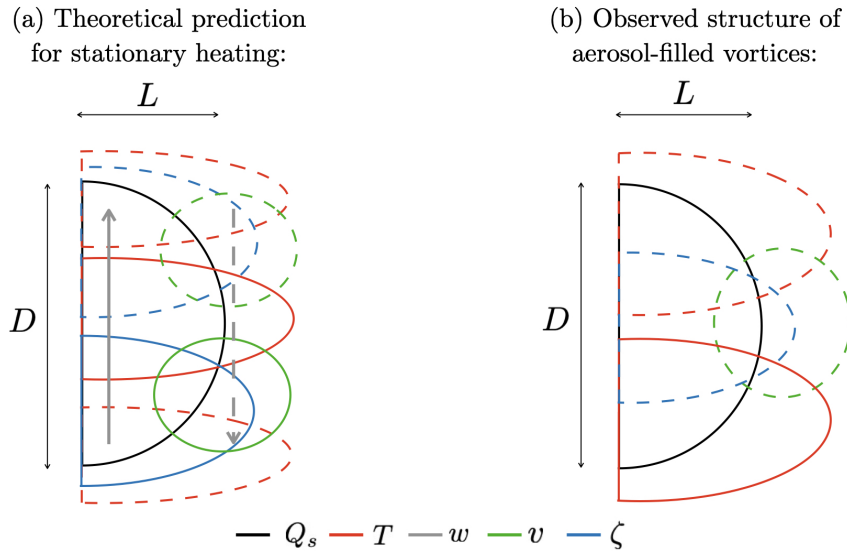 (a) Theoretical prediction
for stationary heating:
(b) Observed structure of
aerosol-filled vortices:
L
L
D
D
Qs T w v ζ